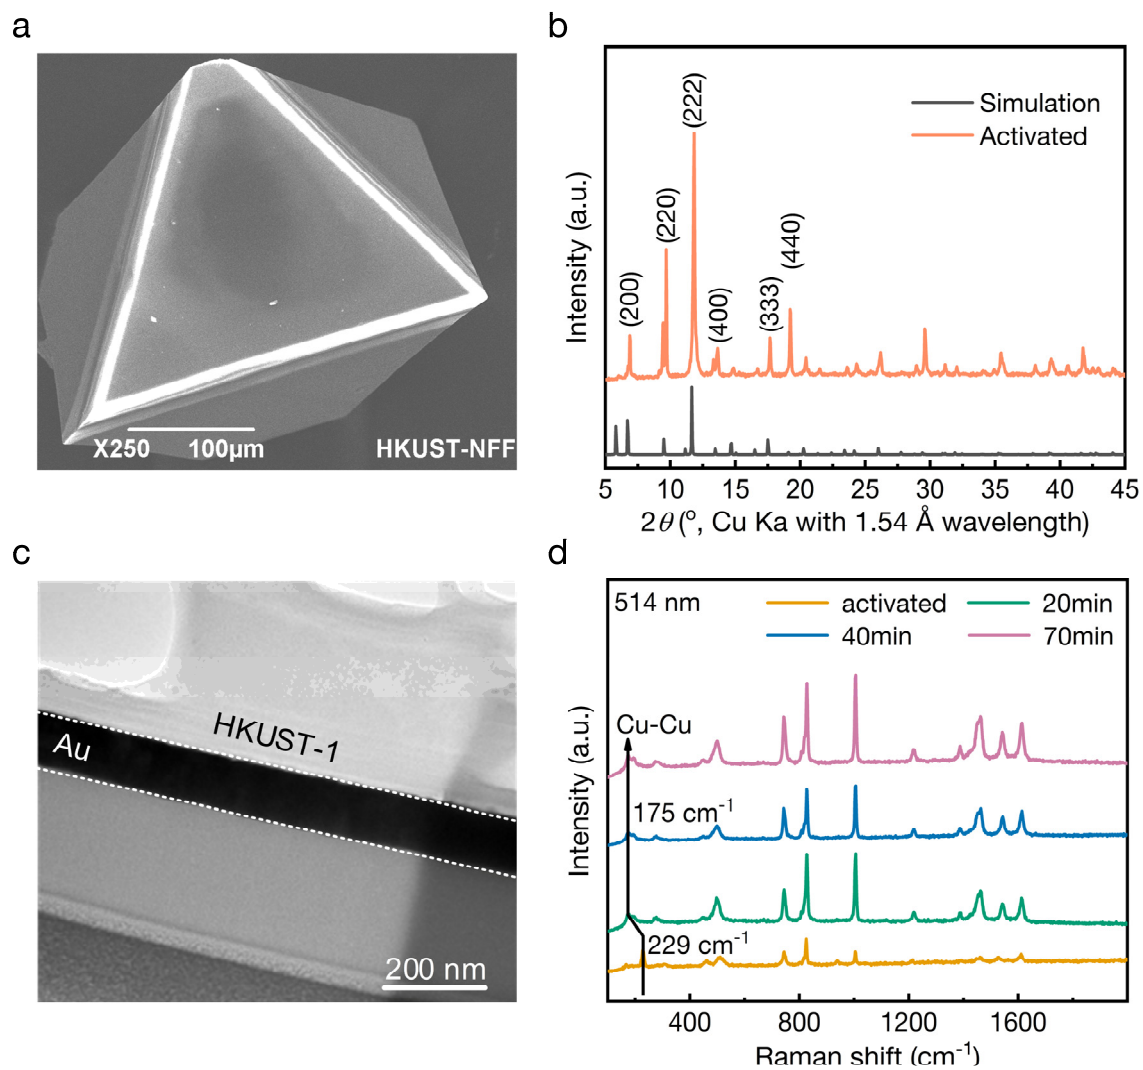 a
X250 100μm HKUST-NFF
b
Simulation
Activated
(200)
(220)
(222)
(400)
(333)
(440)
Intensity (a.u.)
5 10 15 20 25 30 35 40 45
2θ (º, Cu Ka with 1.54 Å wavelength)
c
HKUST-1
Au
200 nm
d
514 nm
activated 20min
40min 70min
Cu-Cu
175 cm-1
229 cm-1
Intensity (a.u.)
400 800 1200 1600
Raman shift (cm-1)